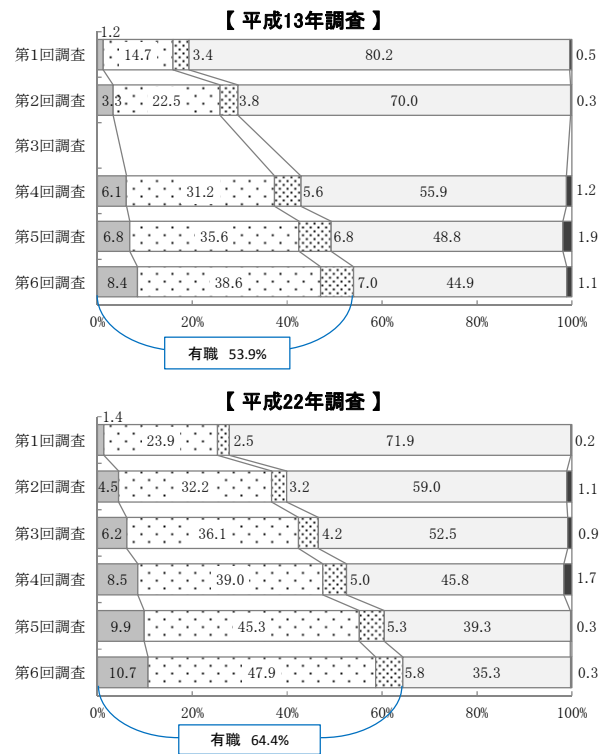 【 平成13年調査 】
1.2
第1回調査 14.7 3.4 80.2 0.5
第2回調査 3.3 22.5 3.8 70.0 0.3
第3回調査
第4回調査 6.1 31.2 5.6 55.9 1.2
第5回調査 6.8 35.6 6.8 48.8 1.9
第6回調査 8.4 38.6 7.0 44.9 1.1
0% 20% 40% 60% 80% 100%
有職 53.9%
【 平成22年調査 】
1.4
第1回調査 23.9 2.5 71.9 0.2
第2回調査 4.5 32.2 3.2 59.0 1.1
第3回調査 6.2 36.1 4.2 52.5 0.9
第4回調査 8.5 39.0 5.0 45.8 1.7
第5回調査 9.9 45.3 5.3 39.3 0.3
第6回調査 10.7 47.9 5.8 35.3 0.3
0% 20% 40% 60% 80% 100%
有職 64.4%